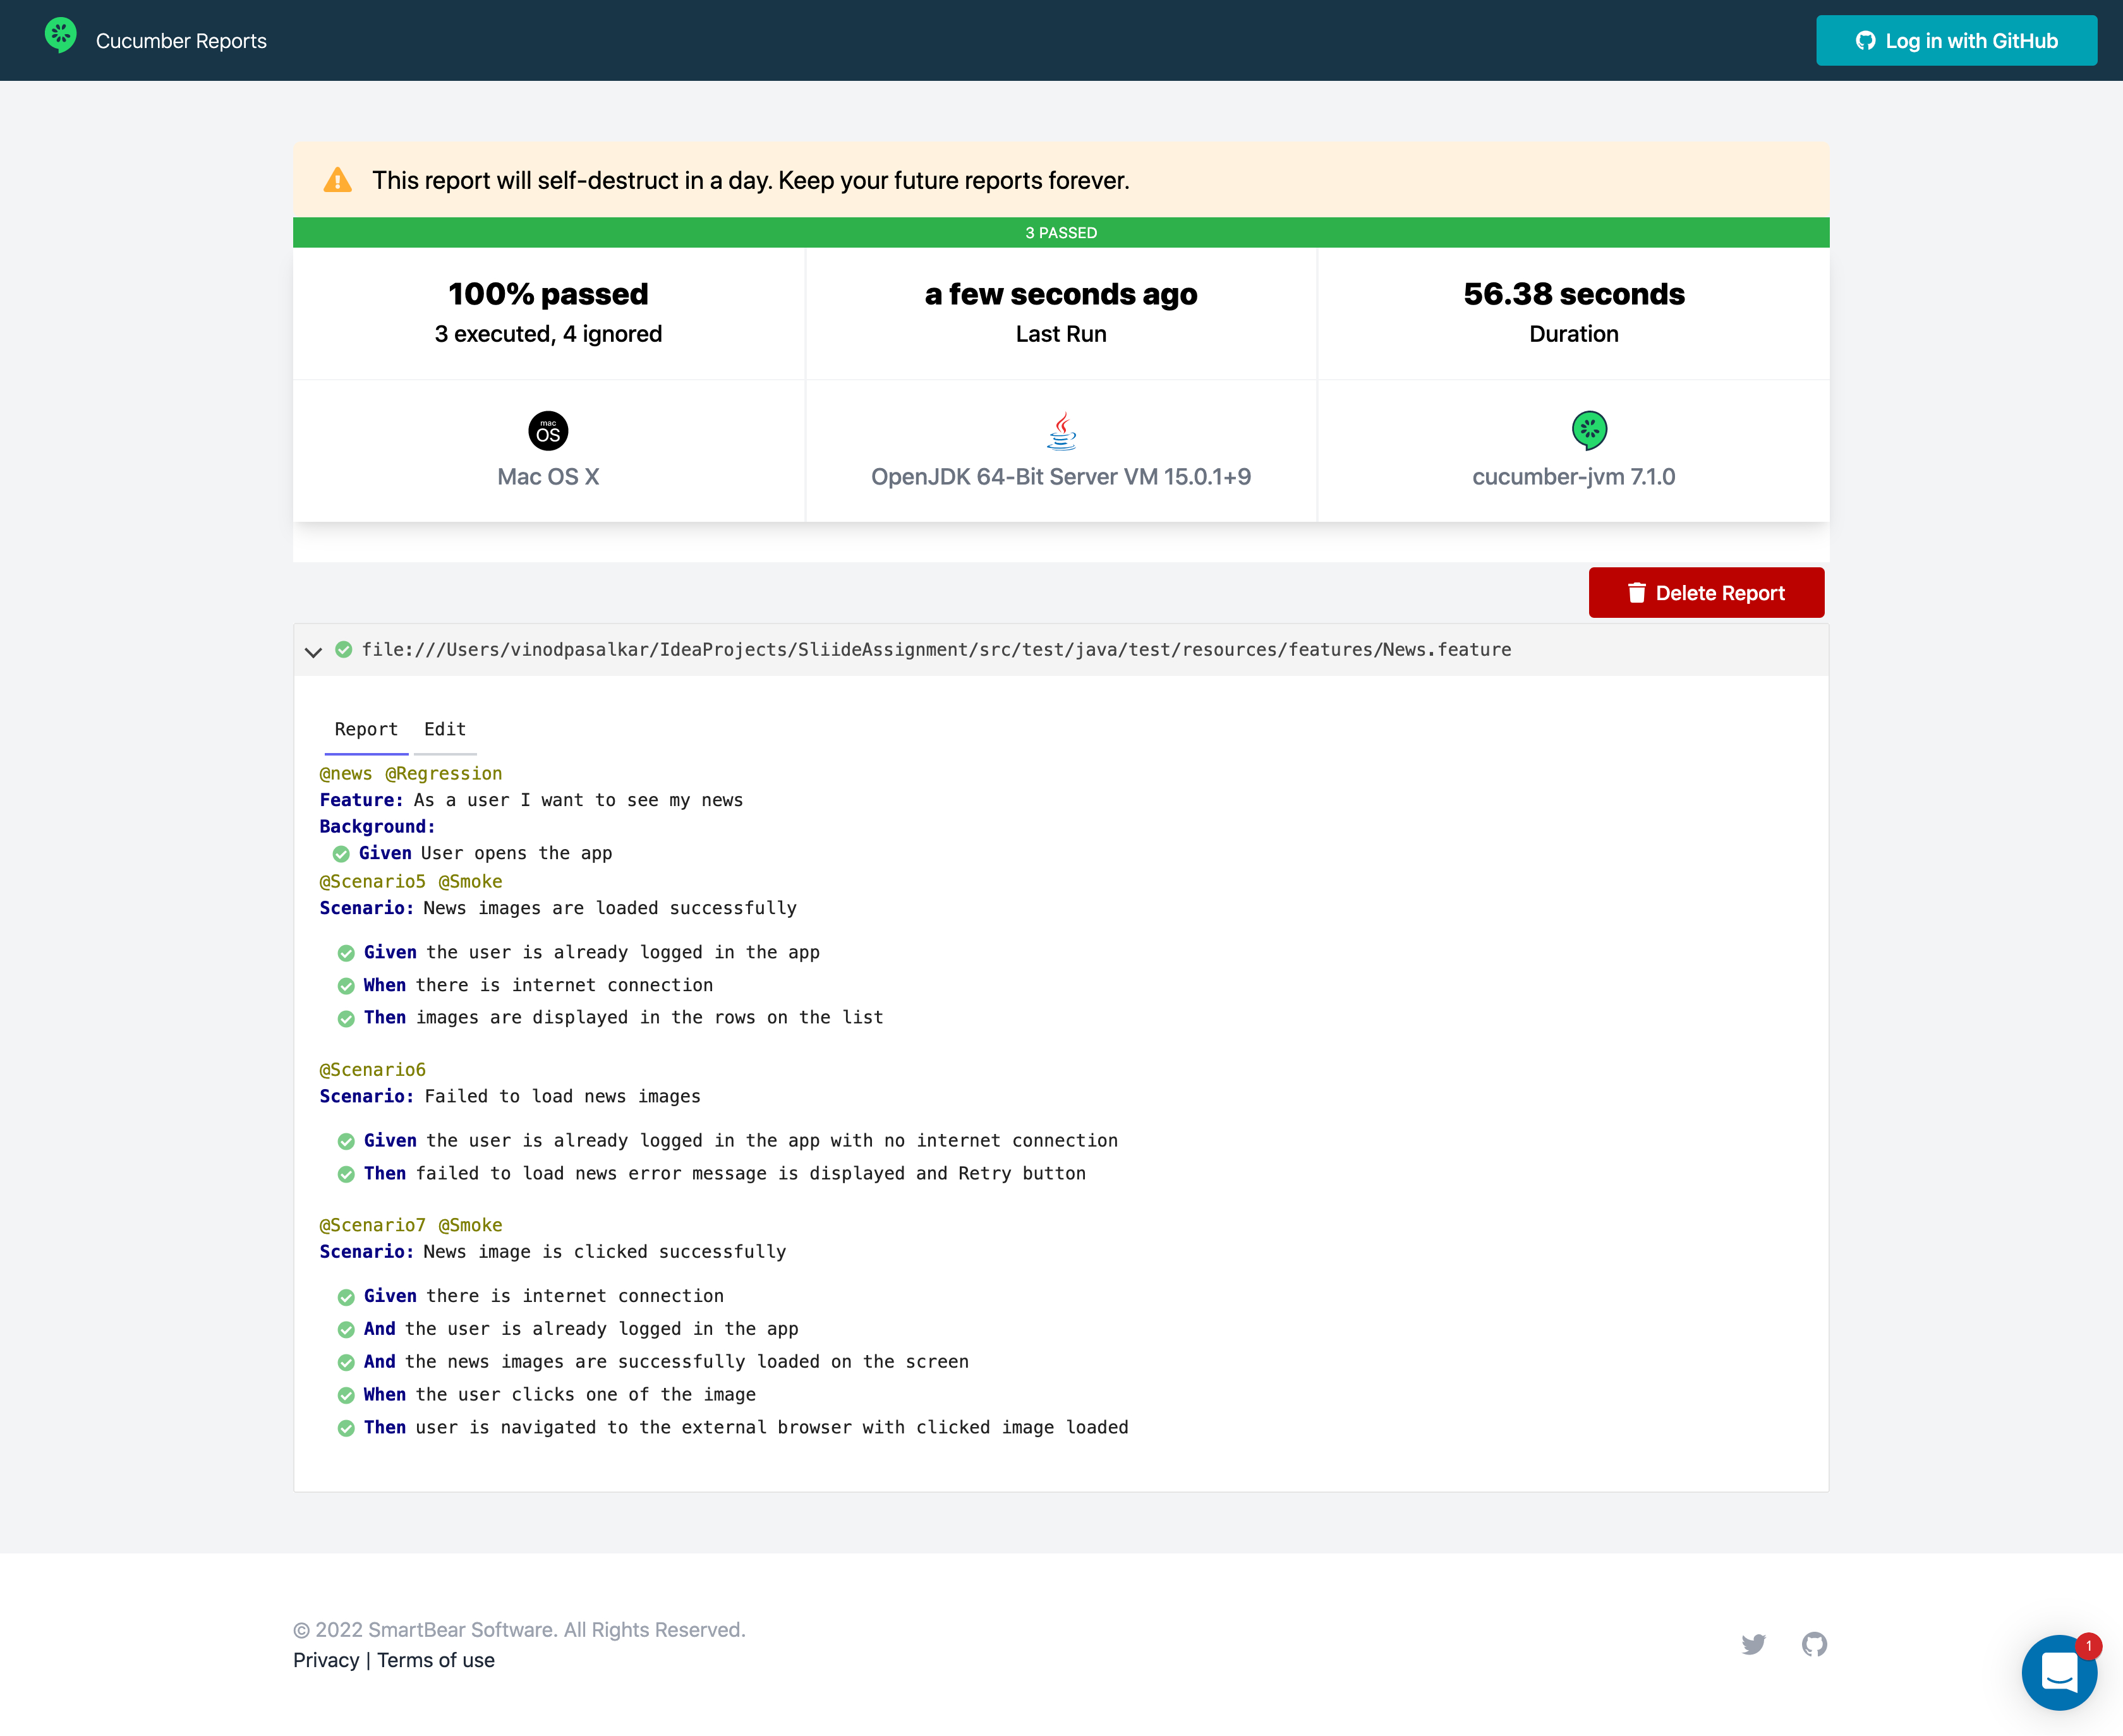 Cucumber Reports
Log in with GitHub
This report will self-destruct in a day. Keep your future reports forever.
3 PASSED
100% passed
3 executed, 4 ignored
a few seconds ago
Last Run
56.38 seconds
Duration
mac
OS
Mac OS X
OpenJDK 64-Bit Server VM 15.0.1+9
cucumber-jvm 7.1.0
Delete Report
file:///Users/vinodpasalkar/IdeaProjects/SliideAssignment/src/test/java/test/resources/features/News.feature
Report Edit
@news @Regression
Feature: As a user I want to see my news
Background:
Given User opens the app
@Scenario5 @Smoke
Scenario: News images are loaded successfully
Given the user is already logged in the app
When there is internet connection
Then images are displayed in the rows on the list
@Scenario6
Scenario: Failed to load news images
Given the user is already logged in the app with no internet connection
Then failed to load news error message is displayed and Retry button
@Scenario7 @Smoke
Scenario: News image is clicked successfully
Given there is internet connection
And the user is already logged in the app
And the news images are successfully loaded on the screen
When the user clicks one of the image
Then user is navigated to the external browser with clicked image loaded
© 2022 SmartBear Software. All Rights Reserved.
Privacy | Terms of use
1